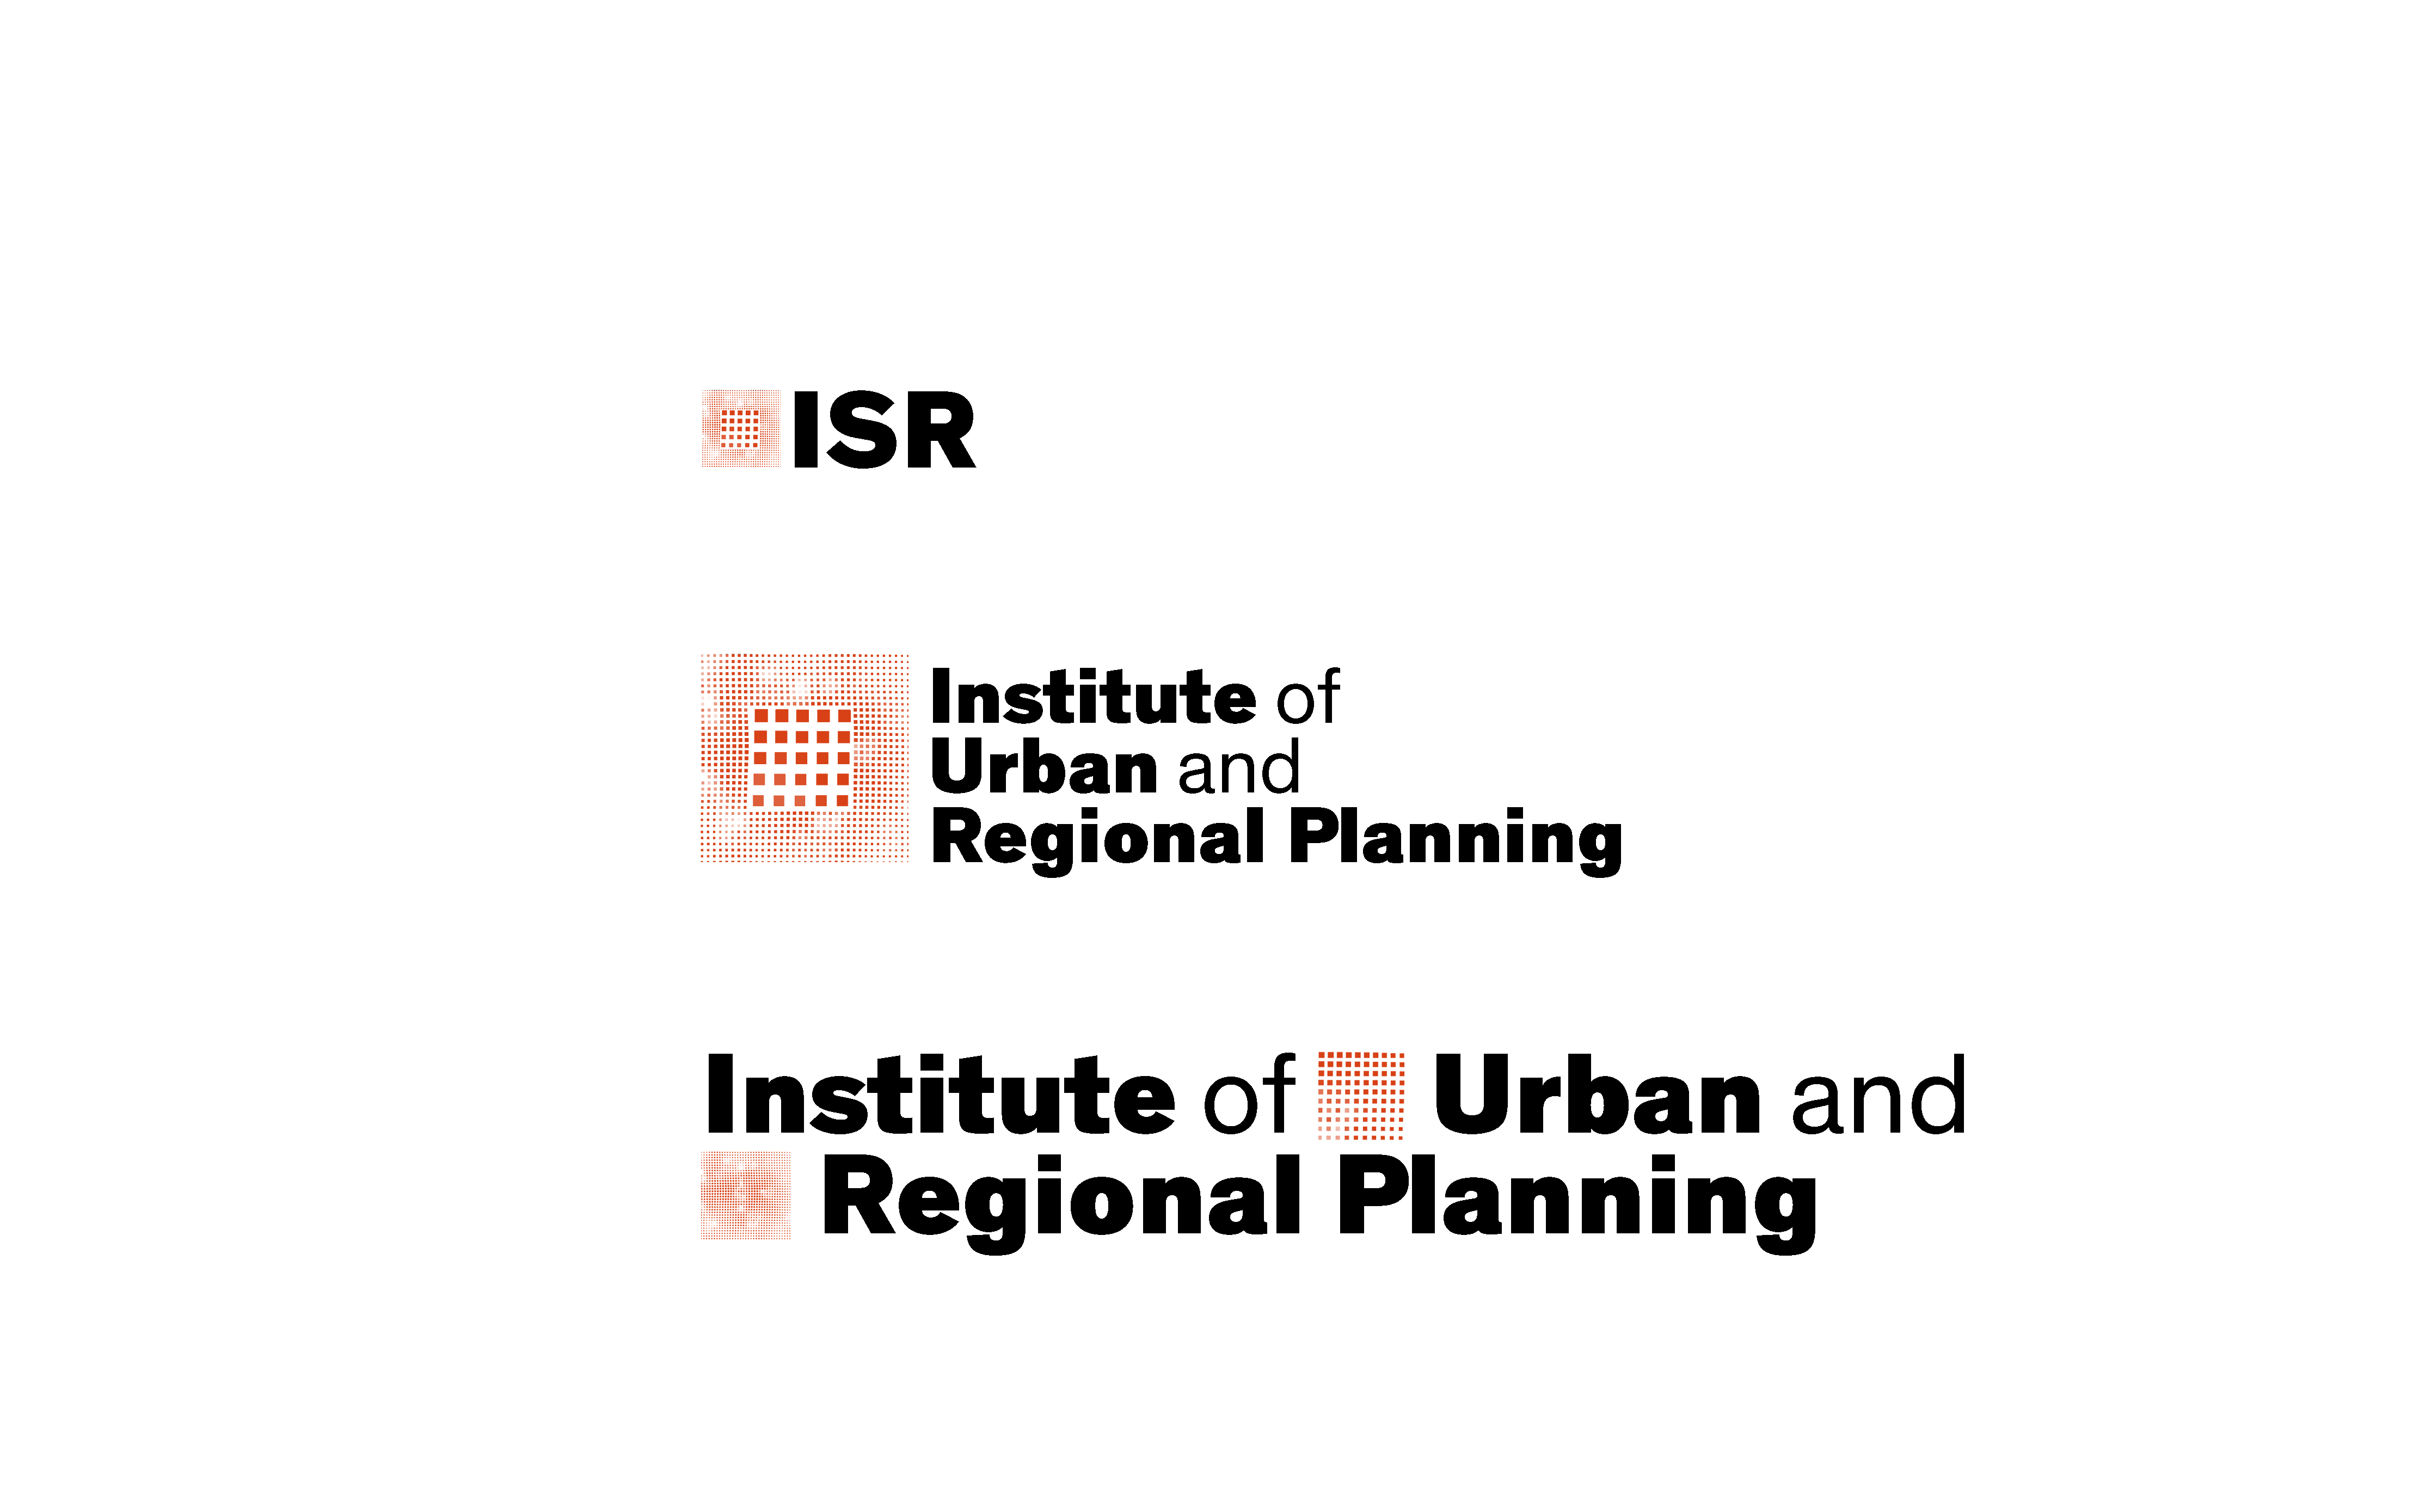 ISR
Institute of
Urban and
Regional Planning
Institute of Urban and
Regional Planning